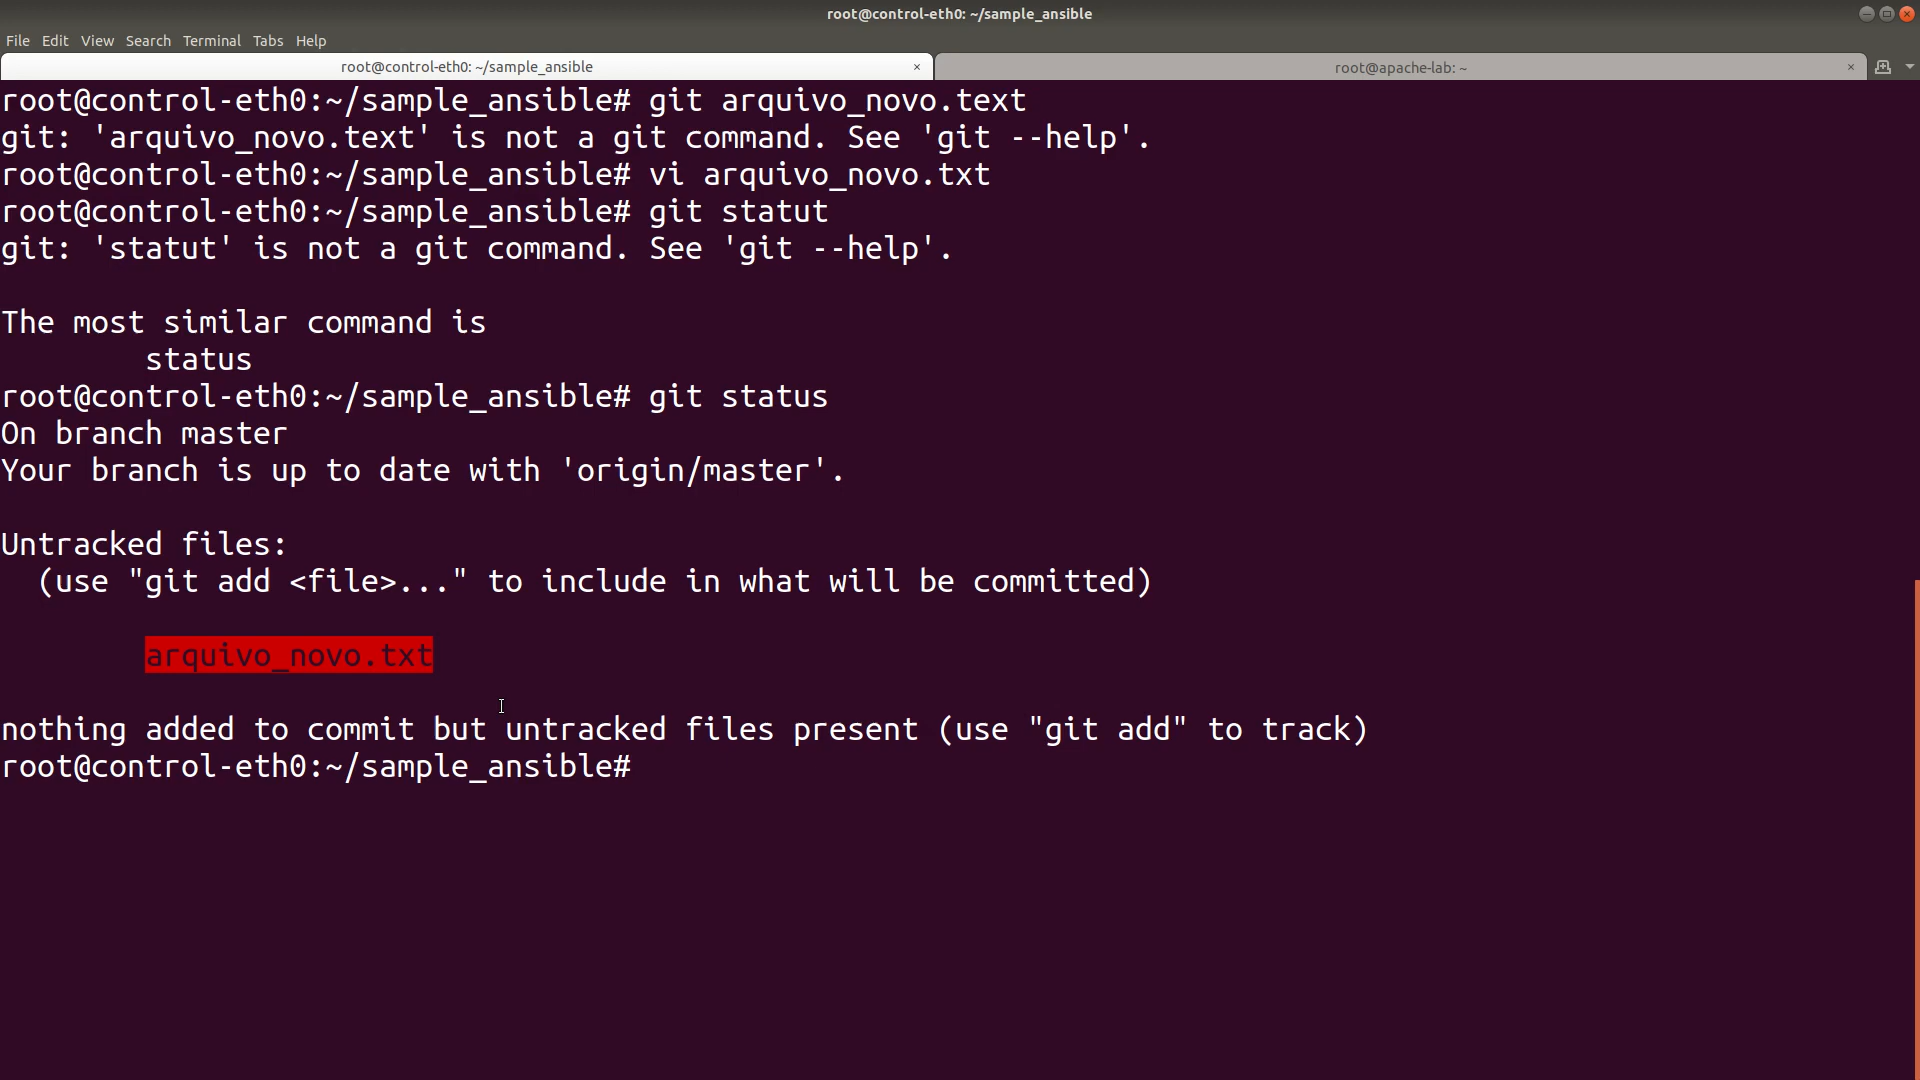 root@control-eth0: ~/sample_ansible
File Edit View Search Terminal Tabs Help
root@control-eth0: ~/sample_ansible × root@apache-lab: ~ ×
root@control-eth0:~/sample_ansible# git arquivo_novo.text
git: 'arquivo_novo.text' is not a git command. See 'git --help'.
root@control-eth0:~/sample_ansible# vi arquivo_novo.txt
root@control-eth0:~/sample_ansible# git statut
git: 'statut' is not a git command. See 'git --help'.
The most similar command is
status
root@control-eth0:~/sample_ansible# git status
On branch master
Your branch is up to date with 'origin/master'.
Untracked files:
(use "git add <file>..." to include in what will be committed)
arquivo_novo.txt
nothing added to commit but untracked files present (use "git add" to track)
root@control-eth0:~/sample_ansible#